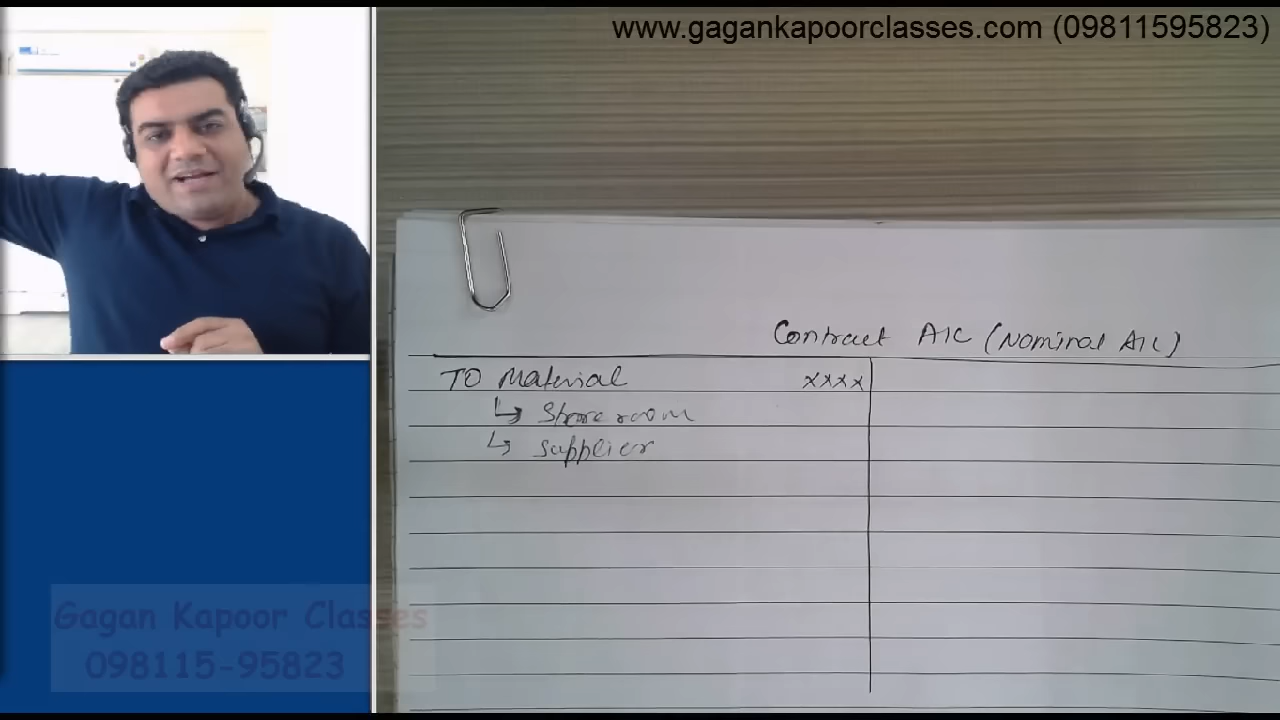 www.gagankapoorclasses.com (09811595823)
Contract A/C (Nominal A/C)
TO Material xxxx
↳ Store room
↳ Supplier
Gagan Kapoor Classes
098115-95823